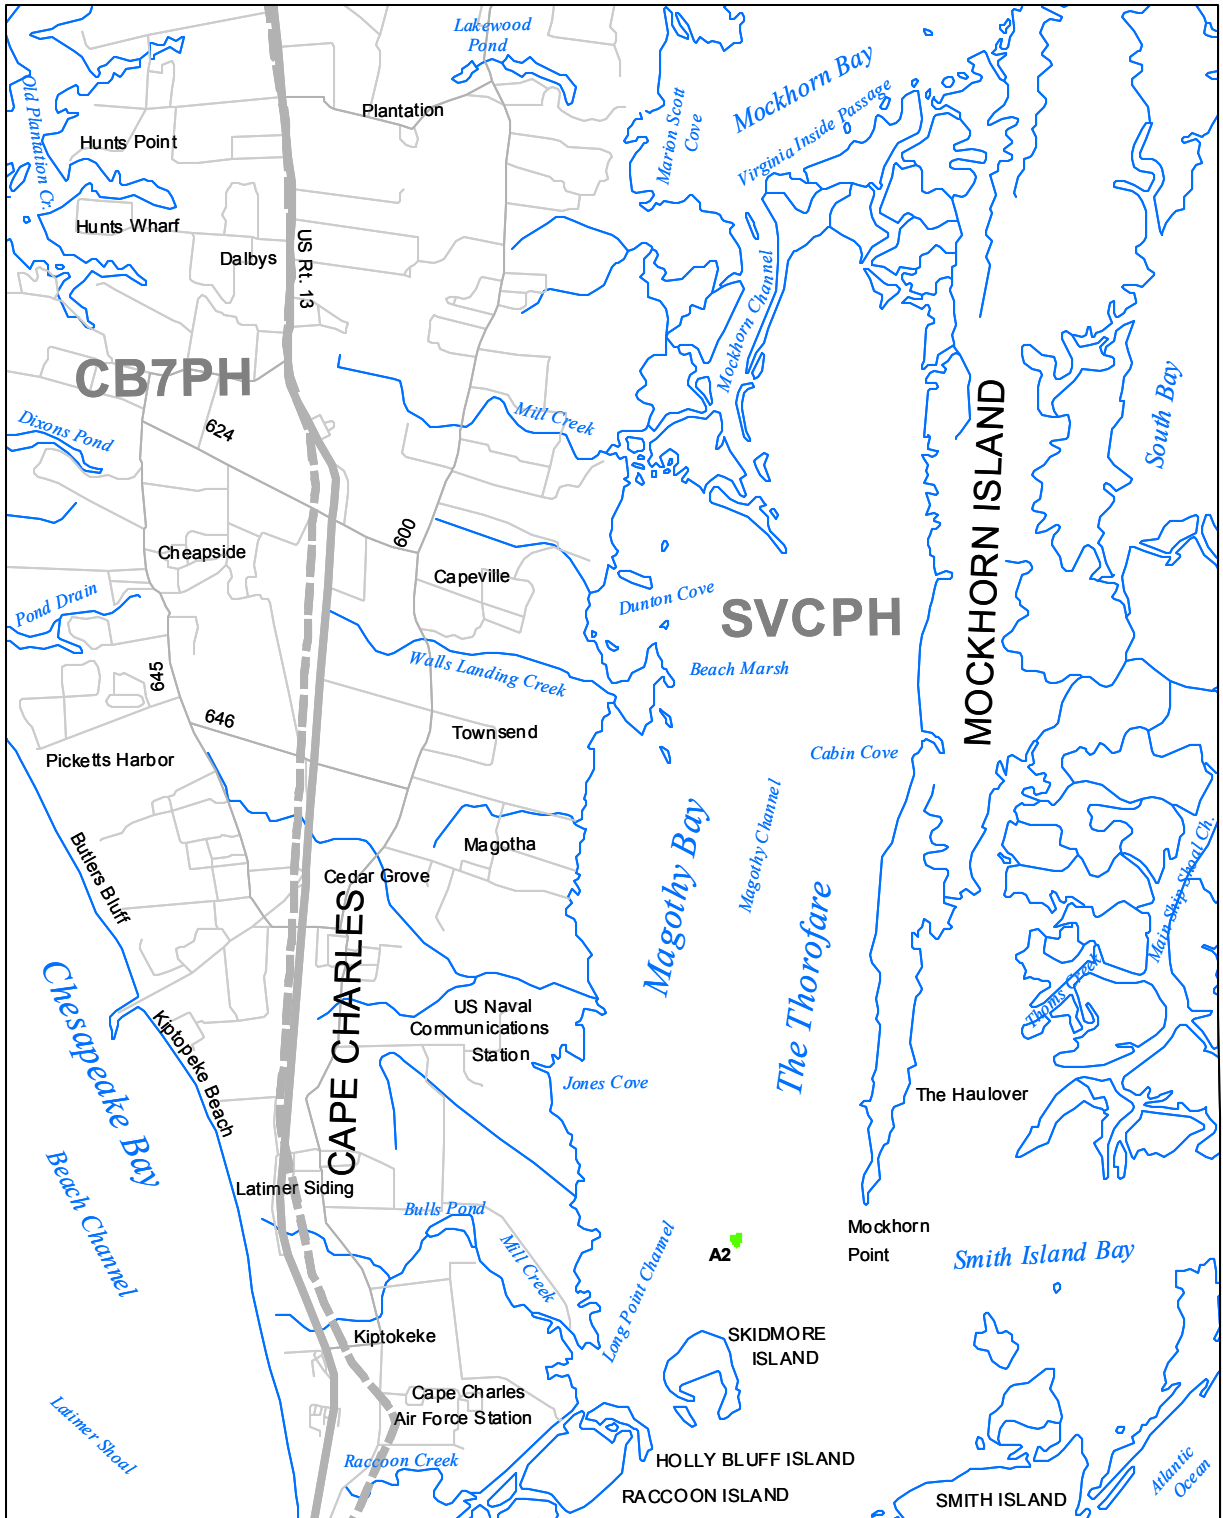 Lakewood
Pond
Plantation
Mockhorn Bay
Virginia Inside Passage
Marion Scott
Cove
Old Plantation Cr.
Hunts Point
Hunts Wharf
Dalbys
US Rt. 13
Mockhorn Channel
CB7PH
624
Dixons Pond
Mill Creek
South Bay
MOCKHORN ISLAND
600
Cheapside
Capeville
Pond Drain
Dunton Cove
SVCPH
Walls Landing Creek
Beach Marsh
645
646
Townsend
Picketts Harbor
Cabin Cove
Magothy Bay
Magothy Channel
Butlers Bluff
Magotha
Cedar Grove
Main Ship Shoal Ch.
The Thorofare
CAPE CHARLES
Chesapeake Bay
Thoms Creek
US Naval
Communications
Station
Kiptopeke Beach
Jones Cove
The Haulover
Beach Channel
Latimer Siding
Bulls Pond
Mill Creek
Long Point Channel
A2
Mockhorn
Point
Smith Island Bay
Kiptokeke
SKIDMORE
ISLAND
Cape Charles
Air Force Station
Latimer Shoal
Raccoon Creek
HOLLY BLUFF ISLAND
RACCOON ISLAND
SMITH ISLAND
Atlantic
Ocean